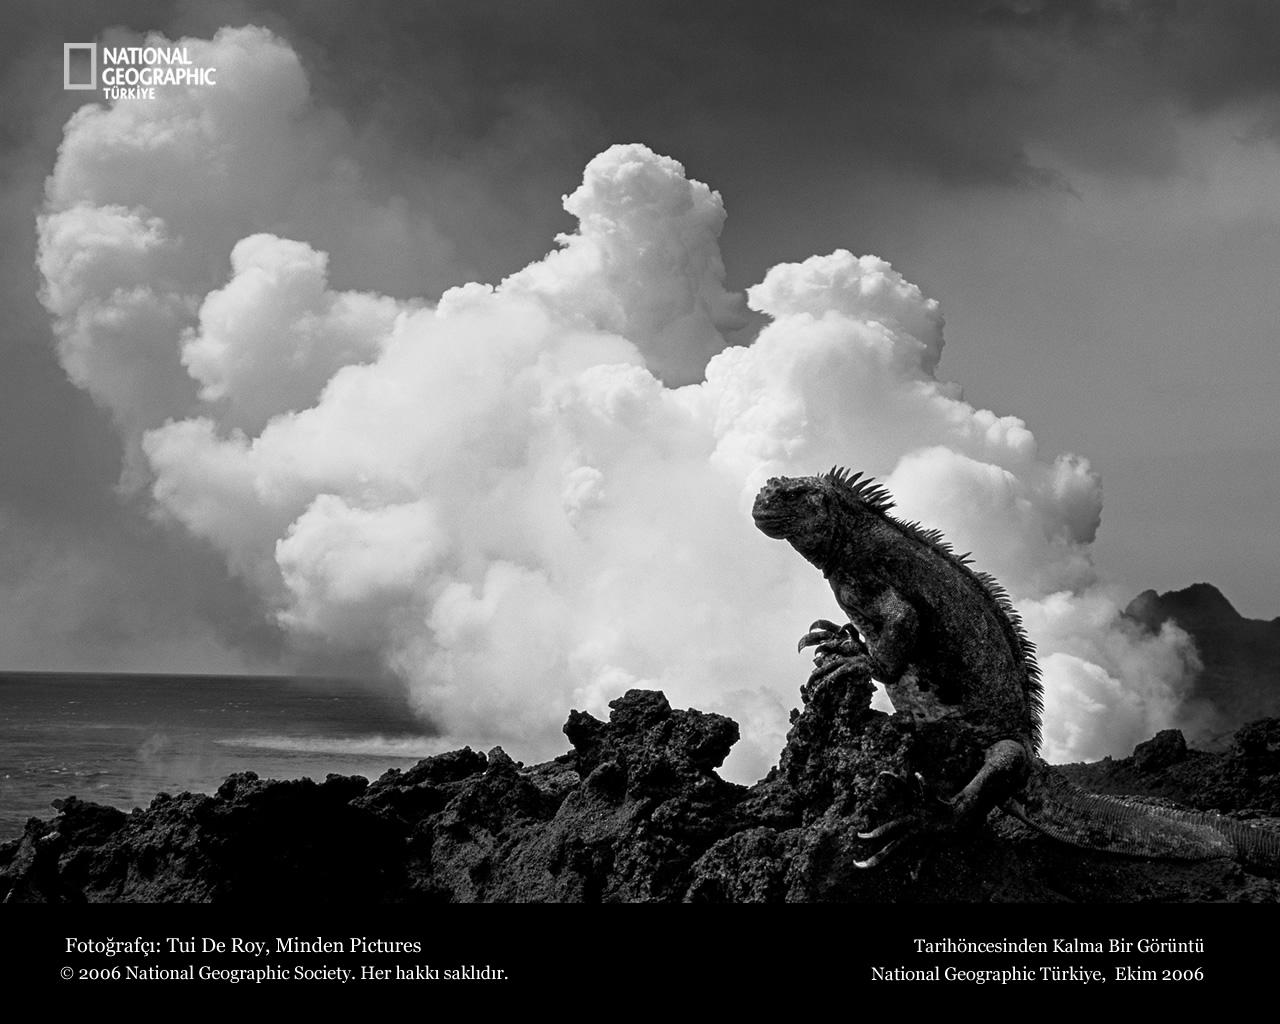 NATIONAL
GEOGRAPHIC
TÜRKİYE
Fotoğrafçı: Tui De Roy, Minden Pictures
© 2006 National Geographic Society. Her hakkı saklıdır.
Tarihöncesinden Kalma Bir Görüntü
National Geographic Türkiye, Ekim 2006